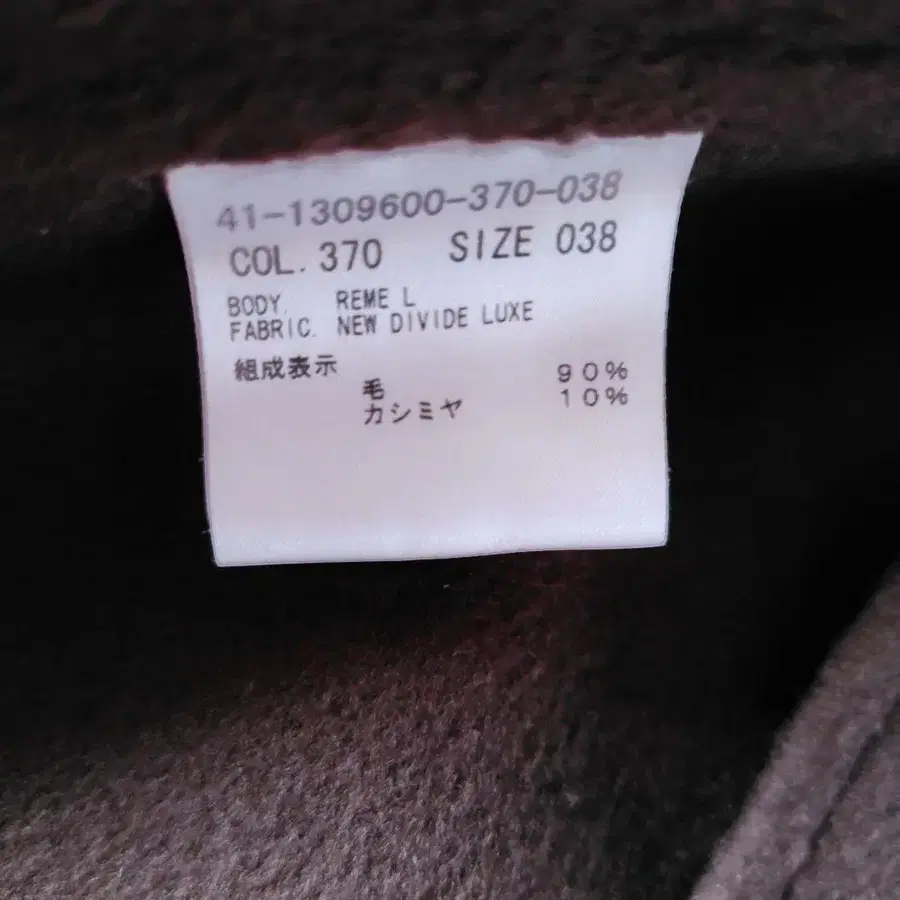 41-1309600-370-038
COL. 370 SIZE 038
BODY. REME L
FABRIC. NEW DIVIDE LUXE
組成表示
毛 90%
カシミヤ 10%